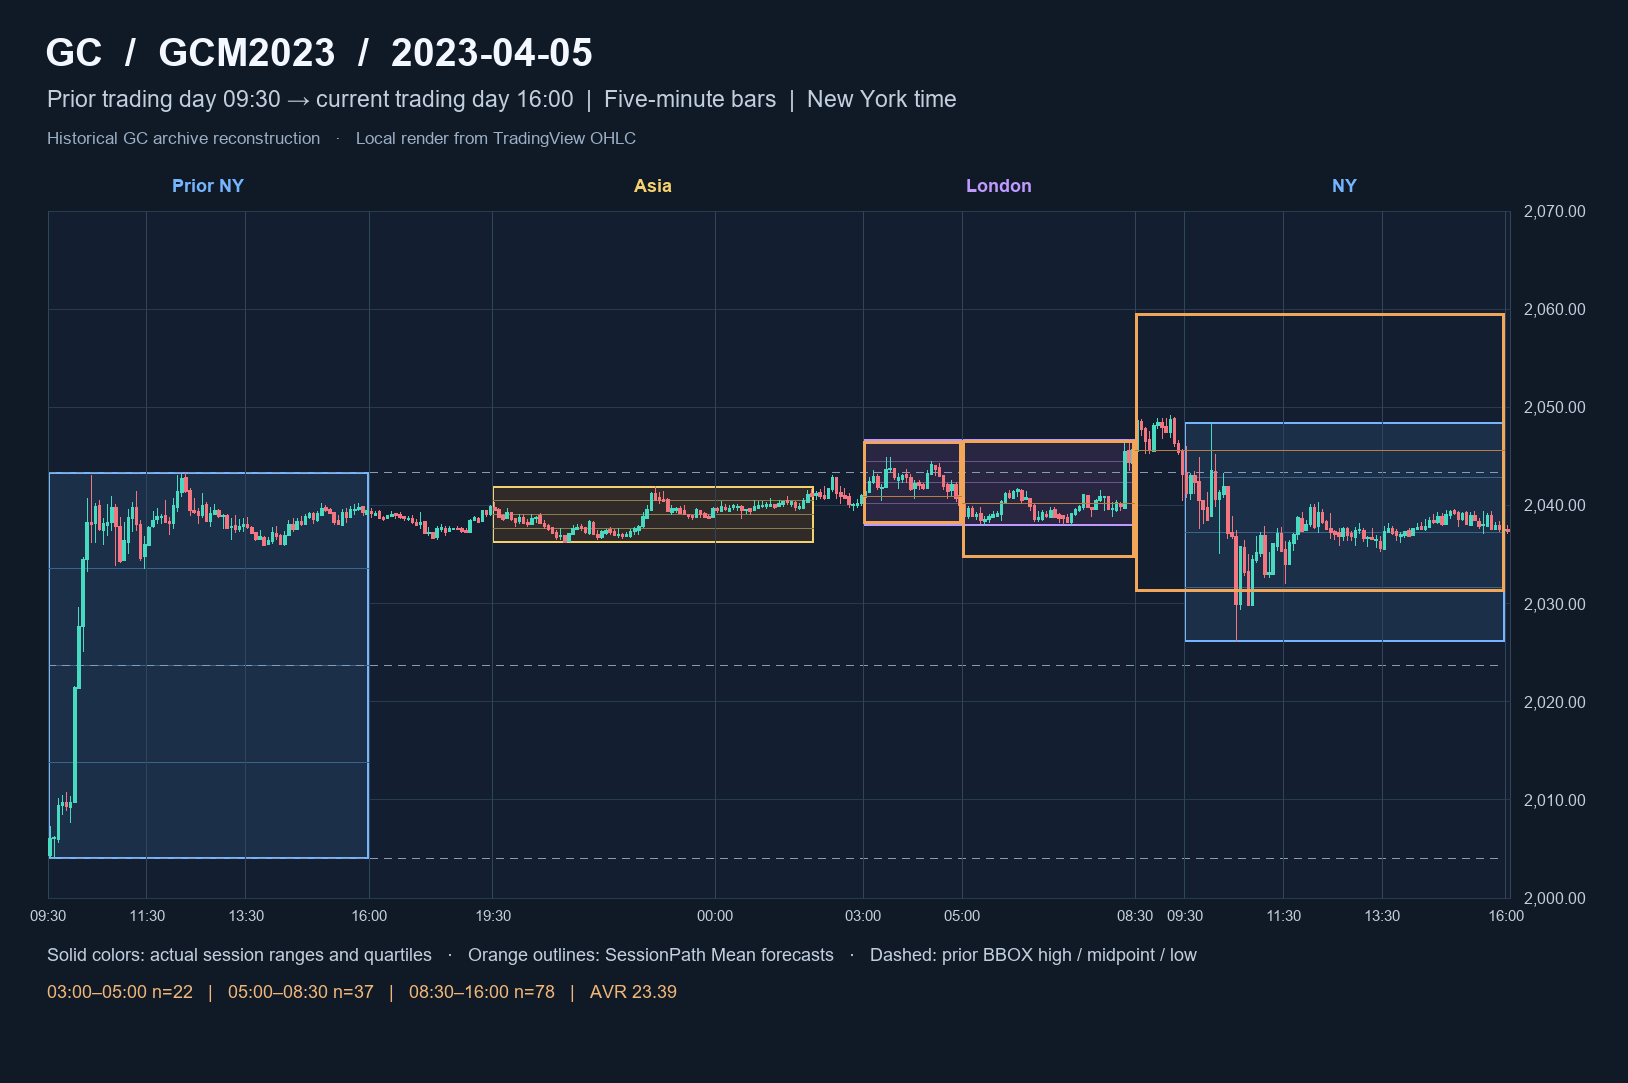 GC / GCM2023 / 2023-04-05
Prior trading day 09:30 → current trading day 16:00 | Five-minute bars | New York time
Historical GC archive reconstruction · Local render from TradingView OHLC
Prior NY Asia London NY
2,070.00
2,060.00
2,050.00
2,040.00
2,030.00
2,020.00
2,010.00
2,000.00
09:30 11:30 13:30 16:00 19:30 00:00 03:00 05:00 08:30 09:30 11:30 13:30 16:00
Solid colors: actual session ranges and quartiles · Orange outlines: SessionPath Mean forecasts · Dashed: prior BBOX high / midpoint / low
03:00–05:00 n=22 | 05:00–08:30 n=37 | 08:30–16:00 n=78 | AVR 23.39